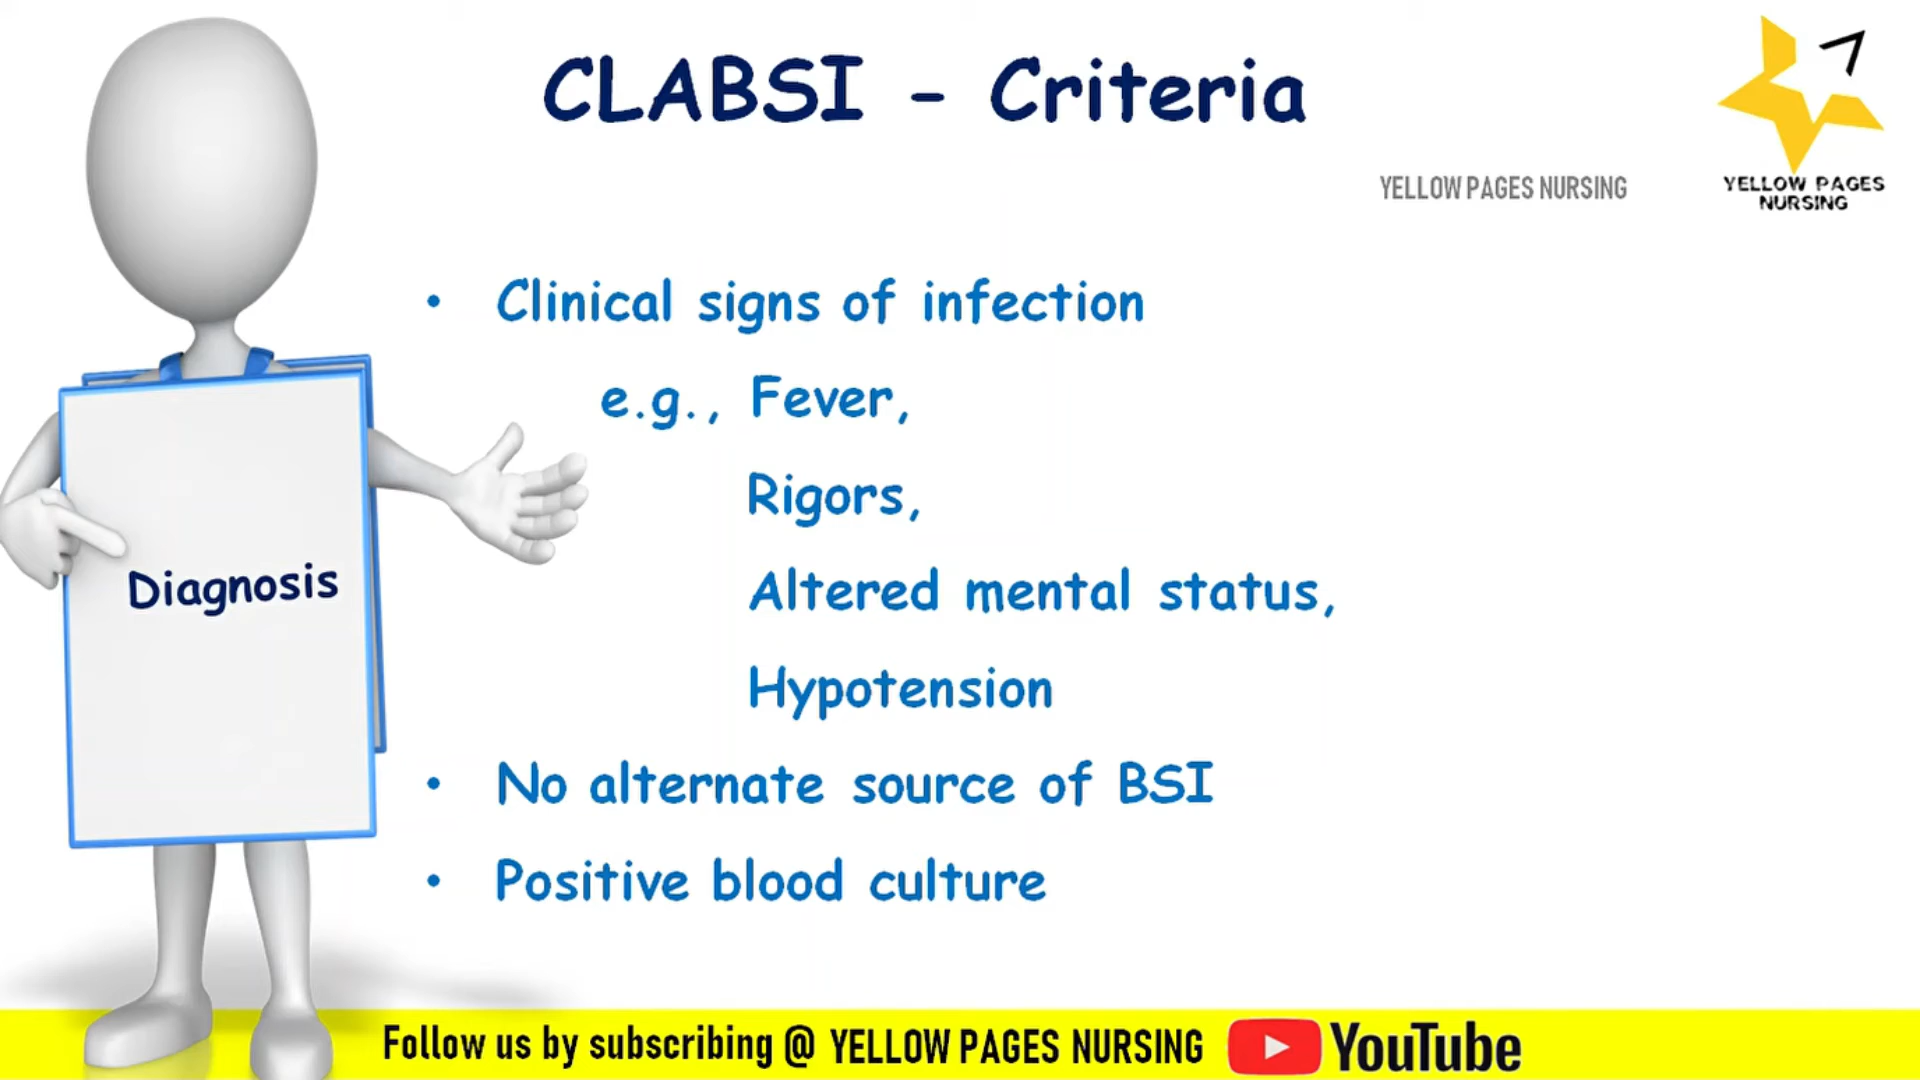 CLABSI - Criteria
YELLOW PAGES NURSING
YELLOW PAGES
NURSING
• Clinical signs of infection
e.g., Fever,
Rigors,
Altered mental status,
Hypotension
• No alternate source of BSI
• Positive blood culture
Diagnosis
Follow us by subscribing @ YELLOW PAGES NURSING YouTube